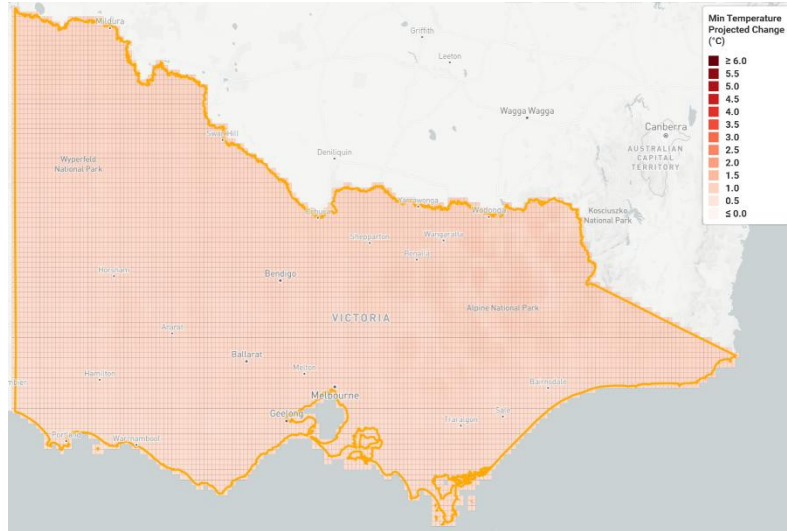 Mildura
Griffith
Leeton
Wagga Wagga
Swan Hill
Canberra
AUSTRALIAN
CAPITAL
TERRITORY
Wyperfeld
National Park
Deniliquin
Yarrawonga
Wodonga
Kosciuszko
National Park
Shepparton
Wangaratta
Benalla
Horsham
Bendigo
Alpine National Park
VICTORIA
Ararat
Ballarat
Melton
Hamilton
Bairnsdale
Melbourne
Geelong
Sale
Traralgon
Portland
Warrnambool
Min Temperature
Projected Change
(°C)
≥ 6.0
5.5
5.0
4.5
4.0
3.5
3.0
2.5
2.0
1.5
1.0
0.5
≤ 0.0